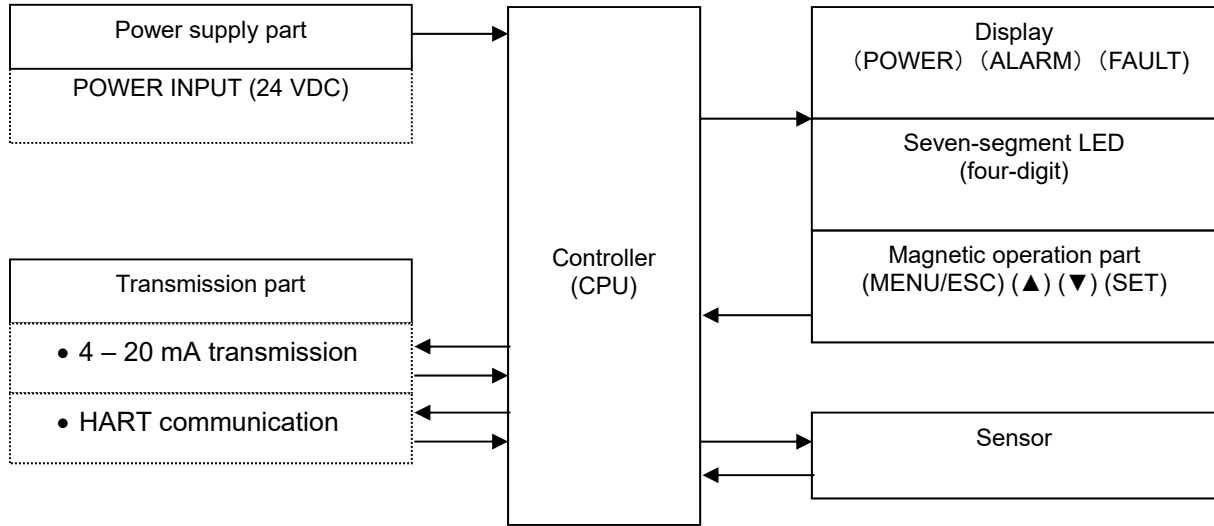 Power supply part
POWER INPUT (24 VDC)
Transmission part
• 4 – 20 mA transmission
• HART communication
Controller
(CPU)
Display
（POWER）（ALARM）（FAULT）
Seven-segment LED
(four-digit)
Magnetic operation part
(MENU/ESC) (▲) (▼) (SET)
Sensor